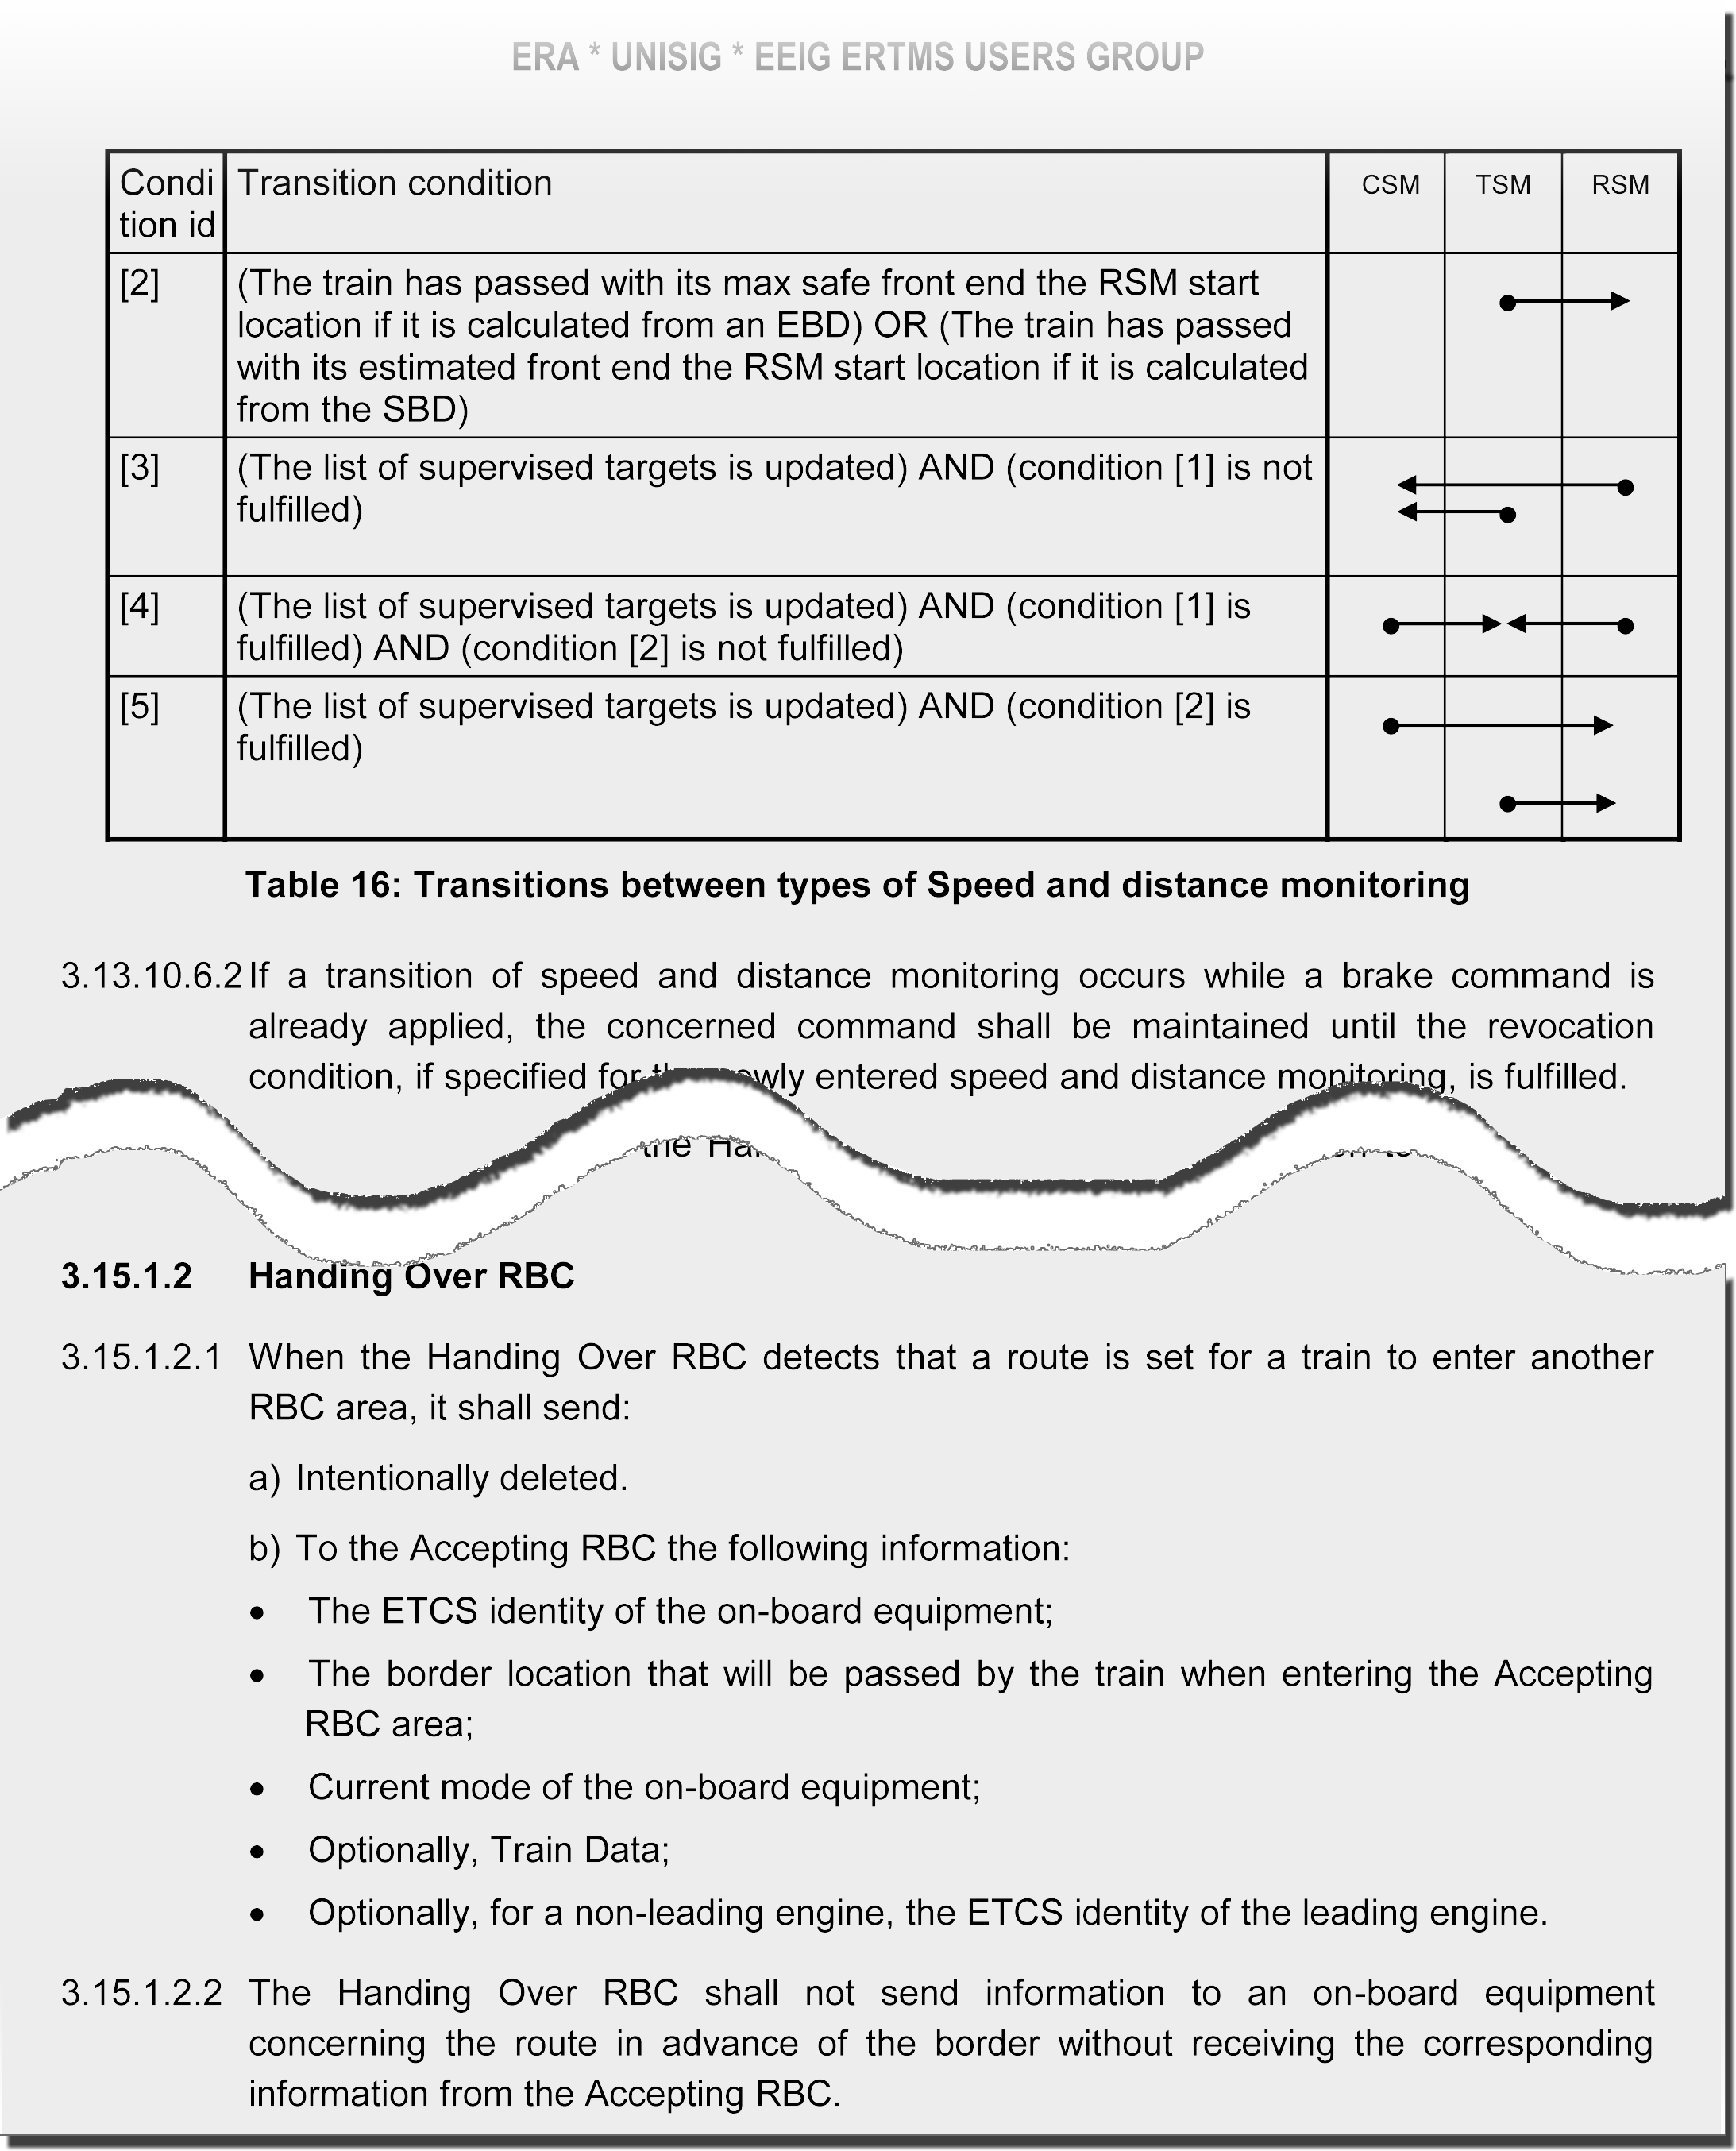 ERA * UNISIG * EEIG ERTMS USERS GROUP
Condi
tion id
Transition condition
CSM
TSM
RSM
[2]
(The train has passed with its max safe front end the RSM start
location if it is calculated from an EBD) OR (The train has passed
with its estimated front end the RSM start location if it is calculated
from the SBD)
[3]
(The list of supervised targets is updated) AND (condition [1] is not
fulfilled)
[4]
(The list of supervised targets is updated) AND (condition [1] is
fulfilled) AND (condition [2] is not fulfilled)
[5]
(The list of supervised targets is updated) AND (condition [2] is
fulfilled)
Table 16: Transitions between types of Speed and distance monitoring
3.13.10.6.2 If a transition of speed and distance monitoring occurs while a brake command is
already applied, the concerned command shall be maintained until the revocation
condition, if specified for entered speed and distance monitoring, is fulfilled.
the
3.15.1.2 Handing Over RBC
3.15.1.2.1 When the Handing Over RBC detects that a route is set for a train to enter another
RBC area, it shall send:
a) Intentionally deleted.
b) To the Accepting RBC the following information:
• The ETCS identity of the on-board equipment;
• The border location that will be passed by the train when entering the Accepting
RBC area;
• Current mode of the on-board equipment;
• Optionally, Train Data;
• Optionally, for a non-leading engine, the ETCS identity of the leading engine.
3.15.1.2.2 The Handing Over RBC shall not send information to an on-board equipment
concerning the route in advance of the border without receiving the corresponding
information from the Accepting RBC.